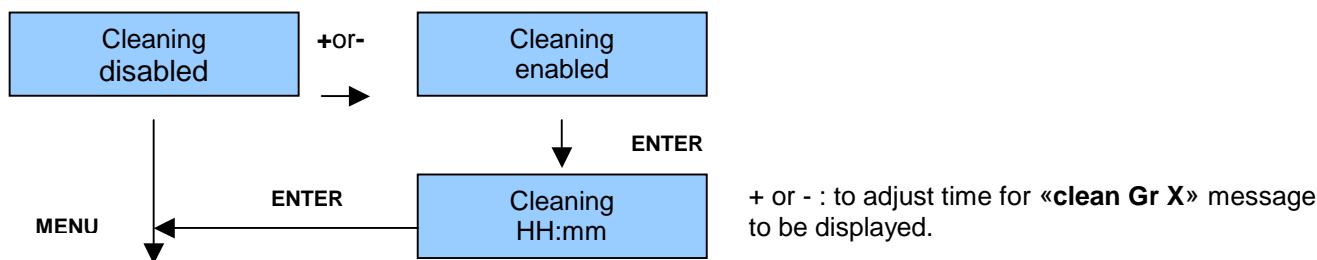 Cleaning
disabled
+or-
Cleaning
enabled
ENTER
ENTER
Cleaning
HH:mm
+ or - : to adjust time for «clean Gr X» message
to be displayed.
MENU